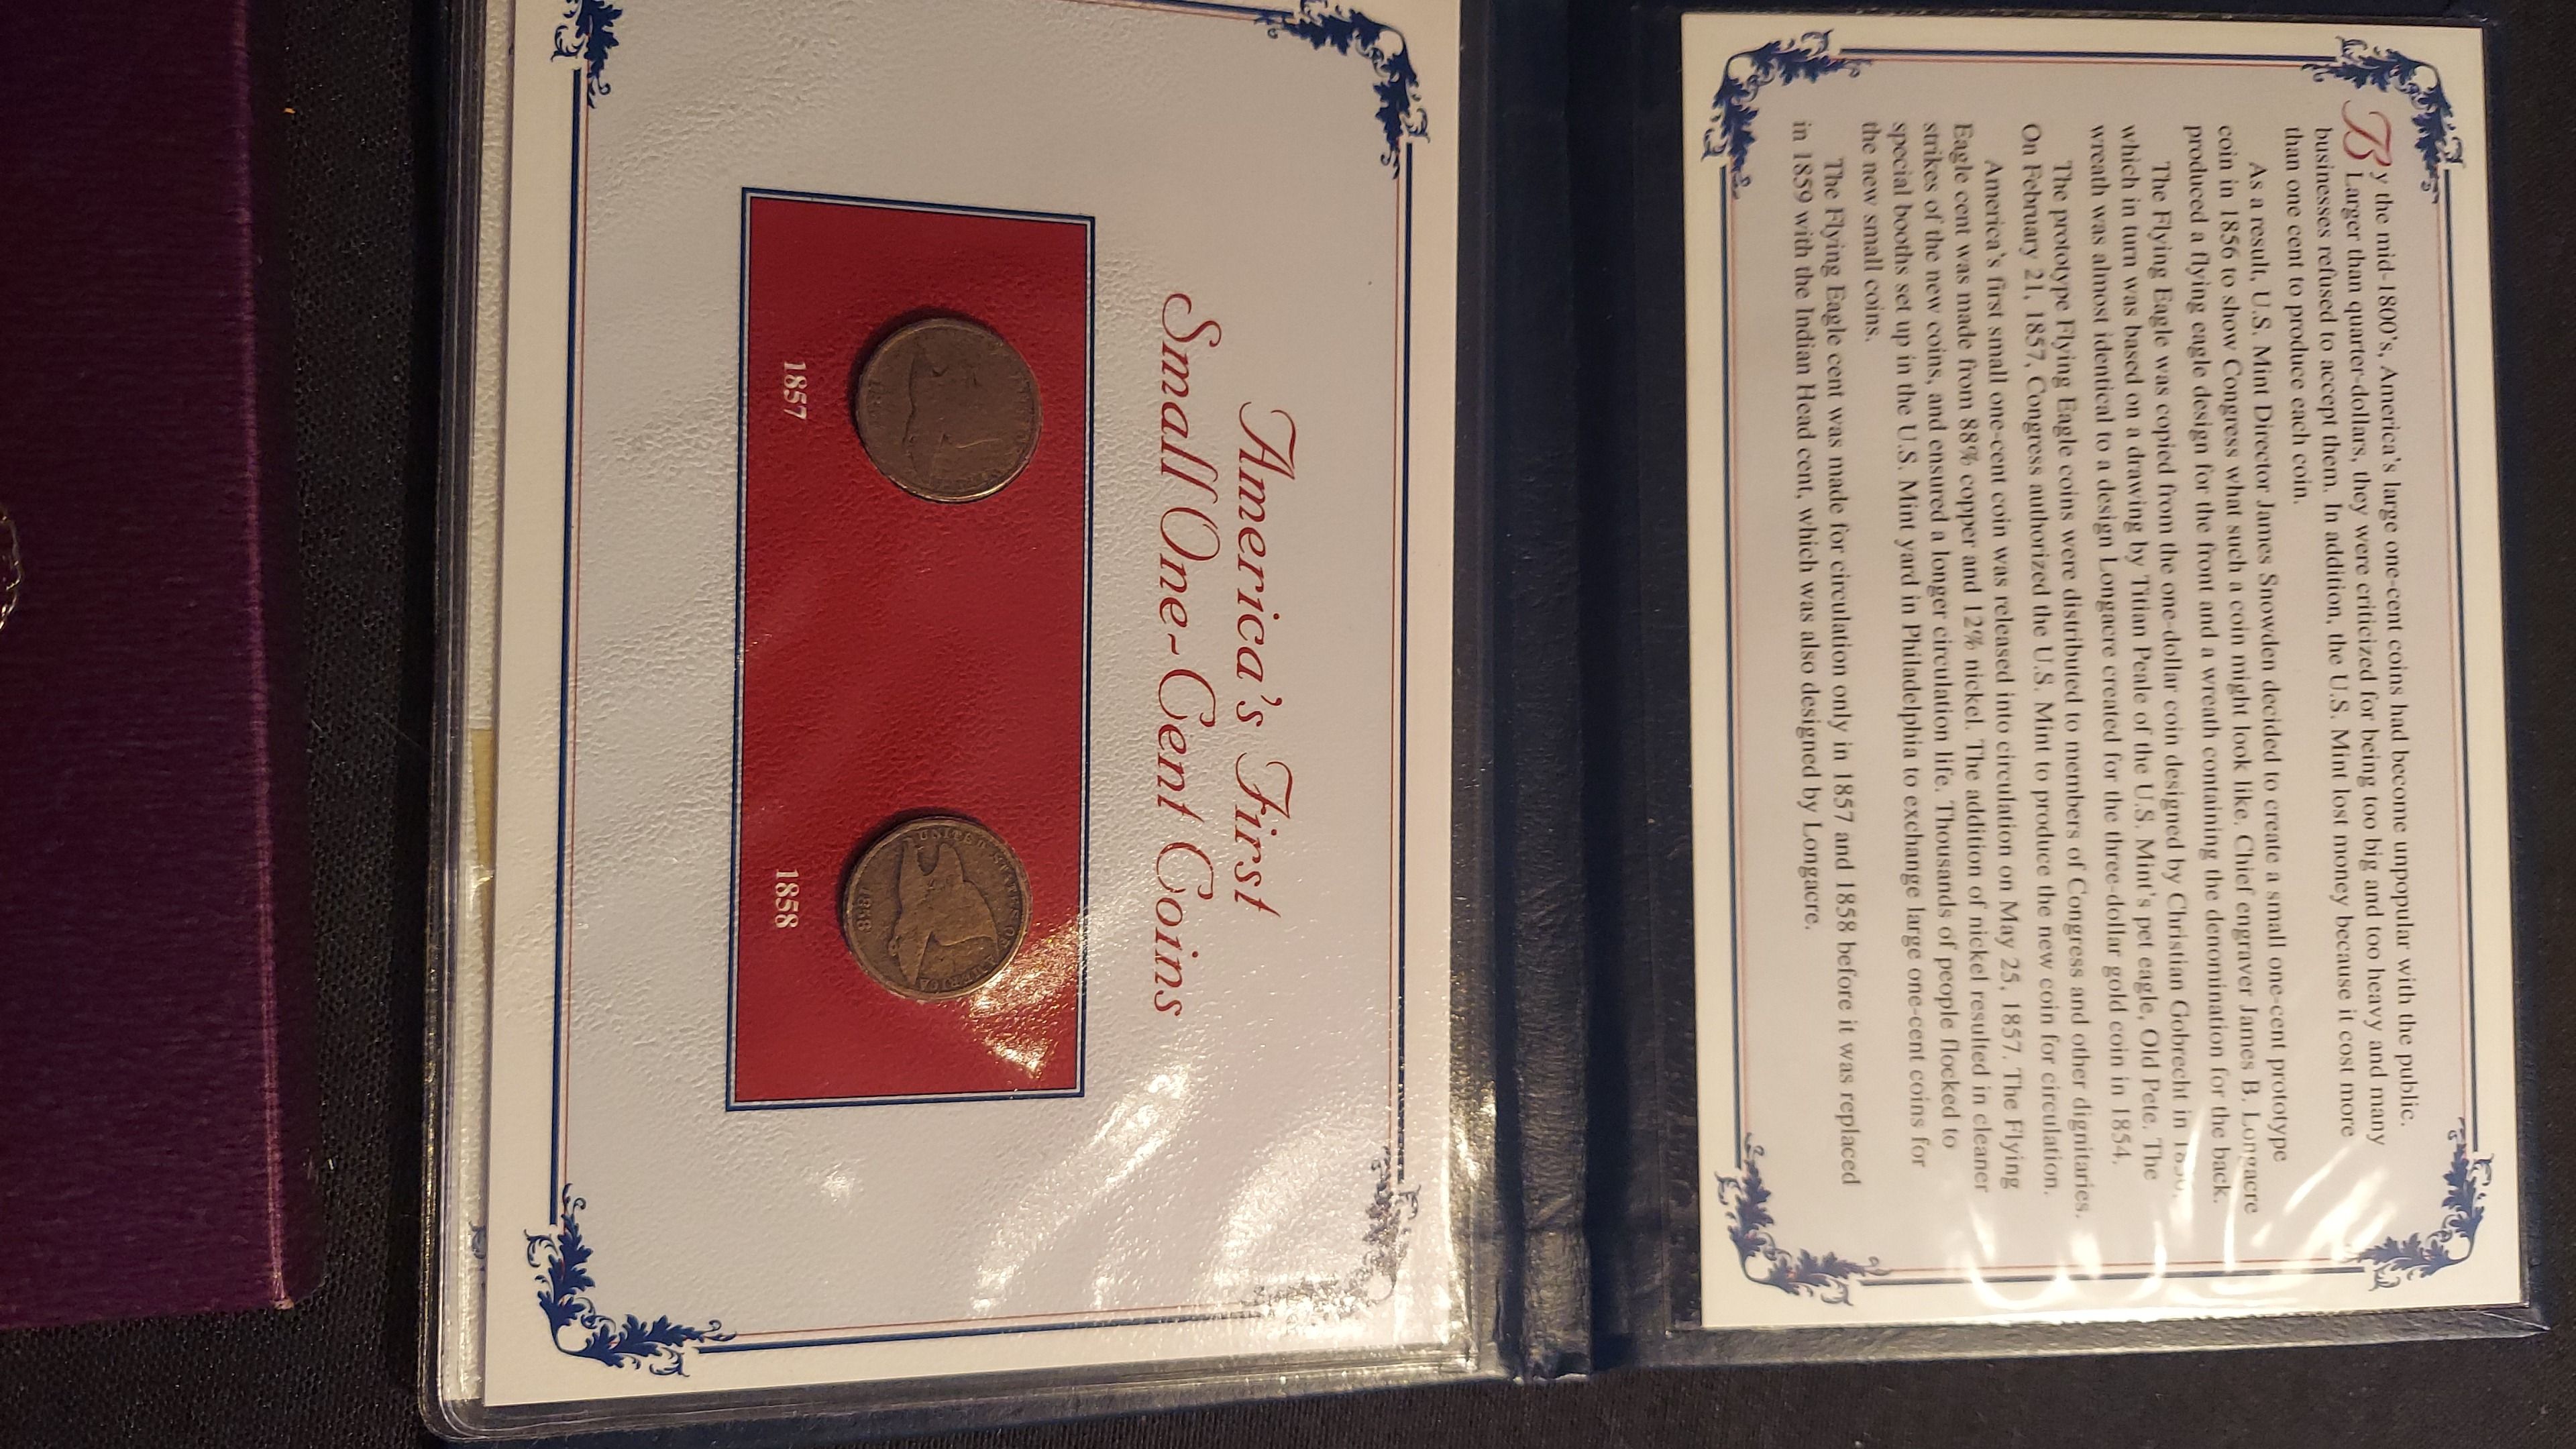 By the mid-1800's, America's large one-cent coins had become unpopular with the public.
Larger than quarter-dollars, they were criticized for being too big and too heavy and many
businesses refused to accept them. In addition, the U.S. Mint lost money because it cost more
than one cent to produce each coin.
As a result, U.S. Mint Director James Snowden decided to create a small one-cent prototype
coin in 1856 to show Congress what such a coin might look like. Chief engraver James B. Longacre
produced a flying eagle design for the front and a wreath containing the denomination for the back.
The Flying Eagle was copied from the one-dollar coin designed by Christian Gobrecht in
which in turn was based on a drawing by Titian Peale of the U.S. Mint's pet eagle, Old Pete. The
wreath was almost identical to a design Longacre created for the three-dollar gold coin in 1854.
The prototype Flying Eagle coins were distributed to members of Congress and other dignitaries.
On February 21, 1857, Congress authorized the U.S. Mint to produce the new coin for circulation.
America's first small one-cent coin was released into circulation on May 25, 1857. The Flying
Eagle cent was made from 88% copper and 12% nickel. The addition of nickel resulted in cleaner
strikes of the new coins, and ensured a longer circulation life. Thousands of people flocked to
special booths set up in the U.S. Mint yard in Philadelphia to exchange large one-cent coins for
the new small coins.
The Flying Eagle cent was made for circulation only in 1857 and 1858 before it was replaced
in 1859 with the Indian Head cent, which was also designed by Longacre.
America's First
Small One-Cent Coins
UNITED STATES OF AMERICA
1858
1857
1858